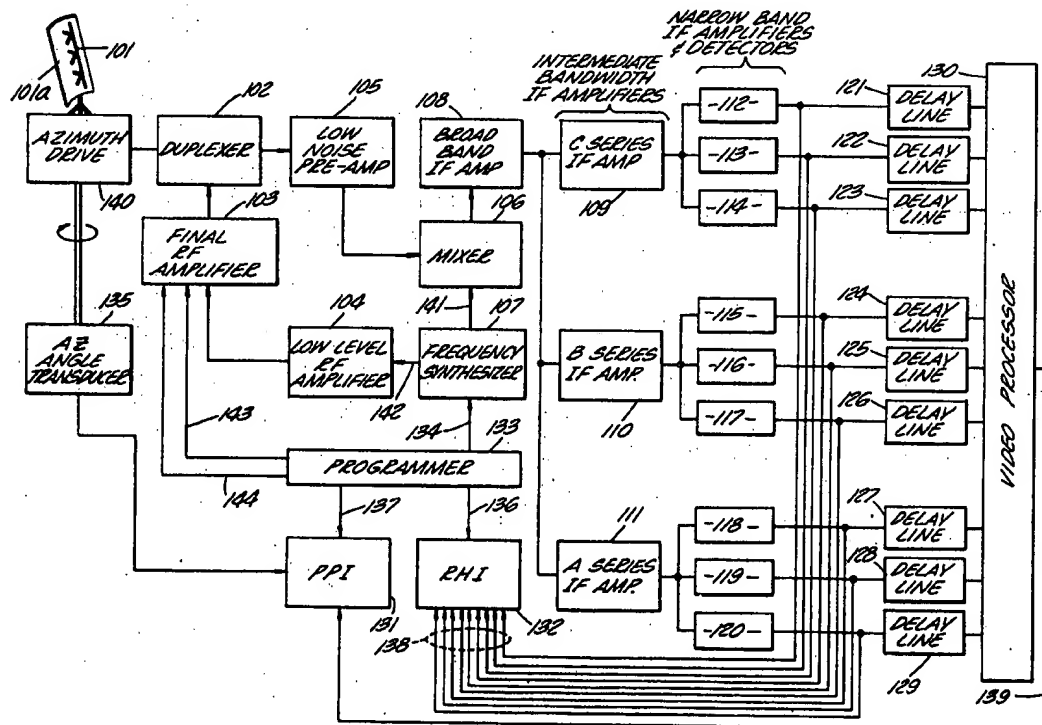 101
101a
AZIMUTH
DRIVE
140
102
DUPLEXER
103
FINAL
RF
AMPLIFIER
135
AZ
ANGLE
TRANSDUCER
105
LOW
NOISE
PRE-AMP
104
LOW LEVEL
RF
AMPLIFIER
142
143
144
108
BROAD
BAND
IF AMP
106
MIXER
141
107
FREQUENCY
SYNTHESIZER
134
133
PROGRAMMER
137
136
PPI
131
RHI
132
138
INTERMEDIATE
BANDWIDTH
IF AMPLIFIERS
C SERIES
IF AMP
109
B SERIES
IF AMP.
110
111
A SERIES
IF AMP.
NARROW BAND
IF AMPLIFIERS
& DETECTORS
-112-
-113-
-114-
-115-
-116-
-117-
-118-
-119-
-120-
121
DELAY
LINE
122
DELAY
LINE
123
DELAY
LINE
124
DELAY
LINE
125
DELAY
LINE
126
DELAY
LINE
127
DELAY
LINE
128
DELAY
LINE
DELAY
LINE
129
130
VIDEO PROCESSOR
139